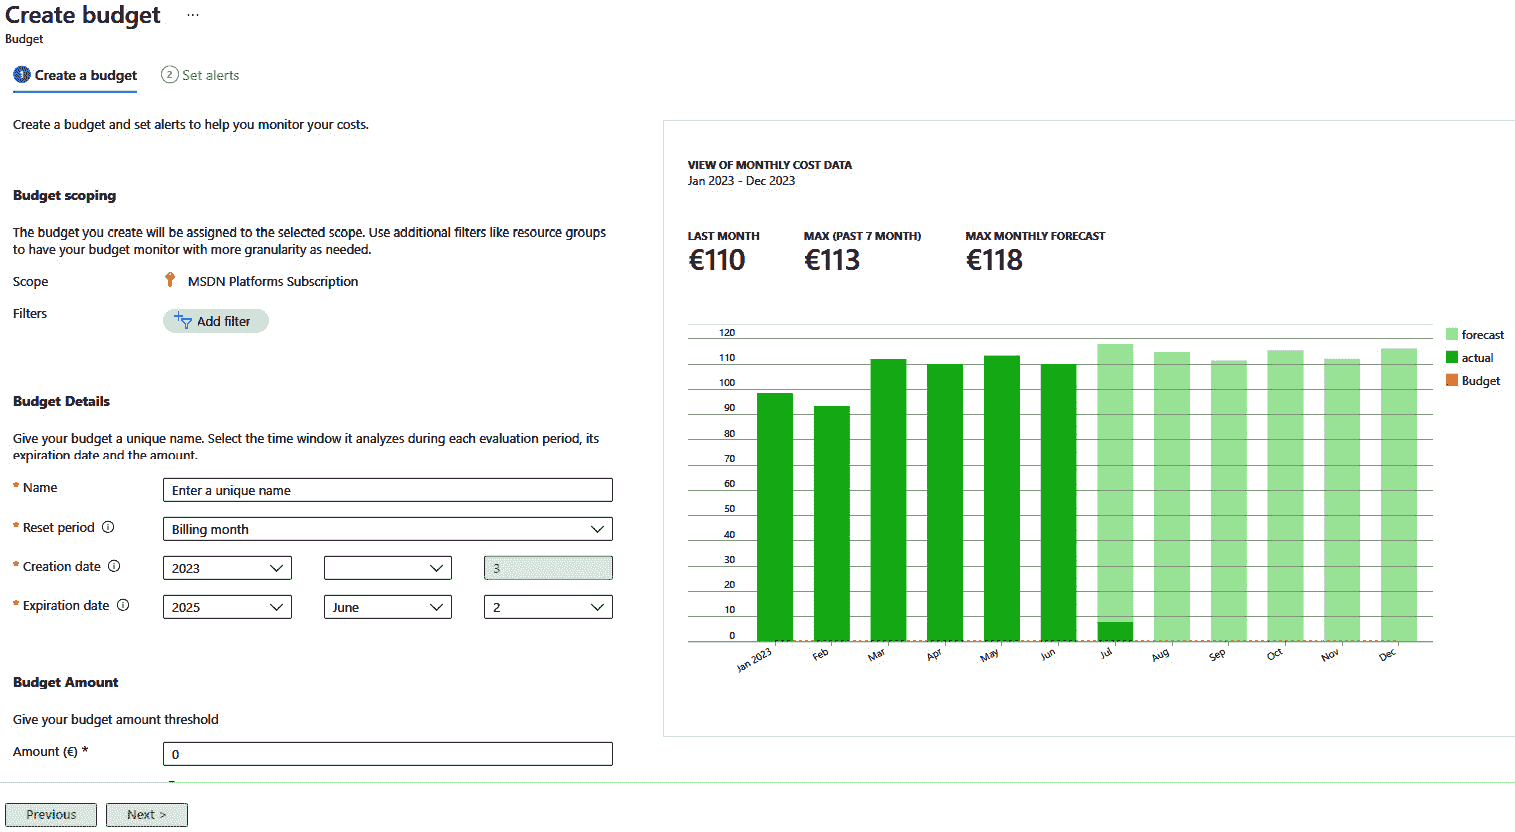 Create budget ...
Budget
1 Create a budget
2 Set alerts
Create a budget and set alerts to help you monitor your costs.
Budget scoping
The budget you create will be assigned to the selected scope. Use additional filters like resource groups
to have your budget monitor with more granularity as needed.
Scope
MSDN Platforms Subscription
Filters
Add filter
Budget Details
Give your budget a unique name. Select the time window it analyzes during each evaluation period, its
expiration date and the amount.
* Name
Enter a unique name
* Reset period
Billing month
* Creation date
2023
3
* Expiration date
2025
June
2
Budget Amount
Give your budget amount threshold
Amount (€) *
0
Previous
Next >
VIEW OF MONTHLY COST DATA
Jan 2023 - Dec 2023
LAST MONTH
€110
MAX (PAST 7 MONTH)
€113
MAX MONTHLY FORECAST
€118
120
110
100
90
80
70
60
50
40
30
20
10
0
Jan 2023
Feb
Mar
Apr
May
Jun
Jul
Aug
Sep
Oct
Nov
Dec
forecast
actual
Budget